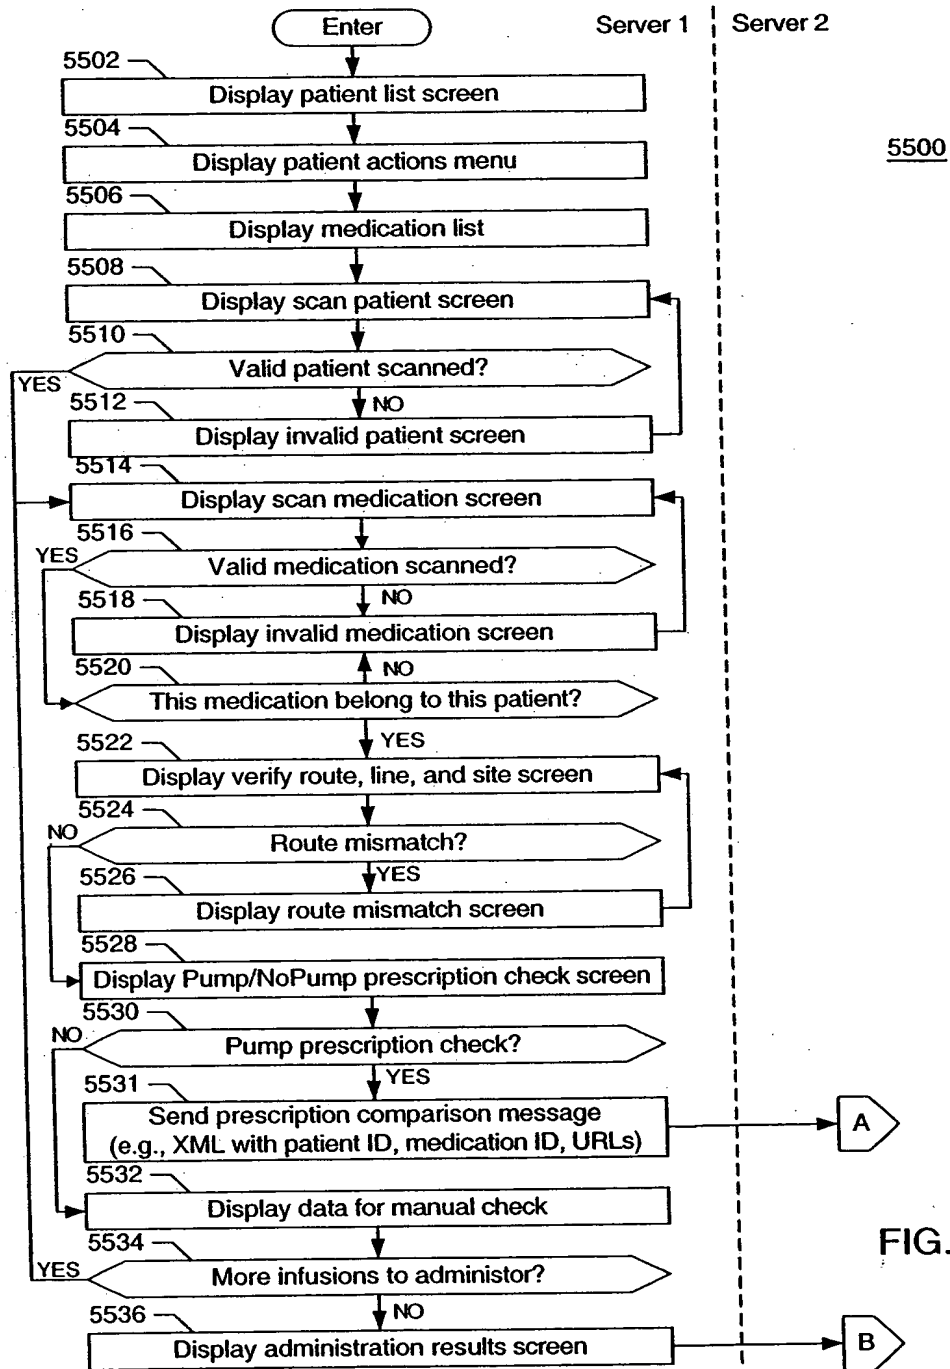 Enter
Server 1
Server 2
5502
Display patient list screen
5504
Display patient actions menu
5500
5506
Display medication list
5508
Display scan patient screen
5510
Valid patient scanned?
YES
NO
5512
Display invalid patient screen
5514
Display scan medication screen
5516
YES
Valid medication scanned?
NO
5518
Display invalid medication screen
NO
5520
This medication belong to this patient?
YES
5522
Display verify route, line, and site screen
5524
NO
Route mismatch?
YES
5526
Display route mismatch screen
5528
Display Pump/NoPump prescription check screen
5530
NO
Pump prescription check?
YES
5531
Send prescription comparison message
(e.g., XML with patient ID, medication ID, URLs)
A
5532
Display data for manual check
5534
FIG.
YES
More infusions to administor?
NO
5536
Display administration results screen
B